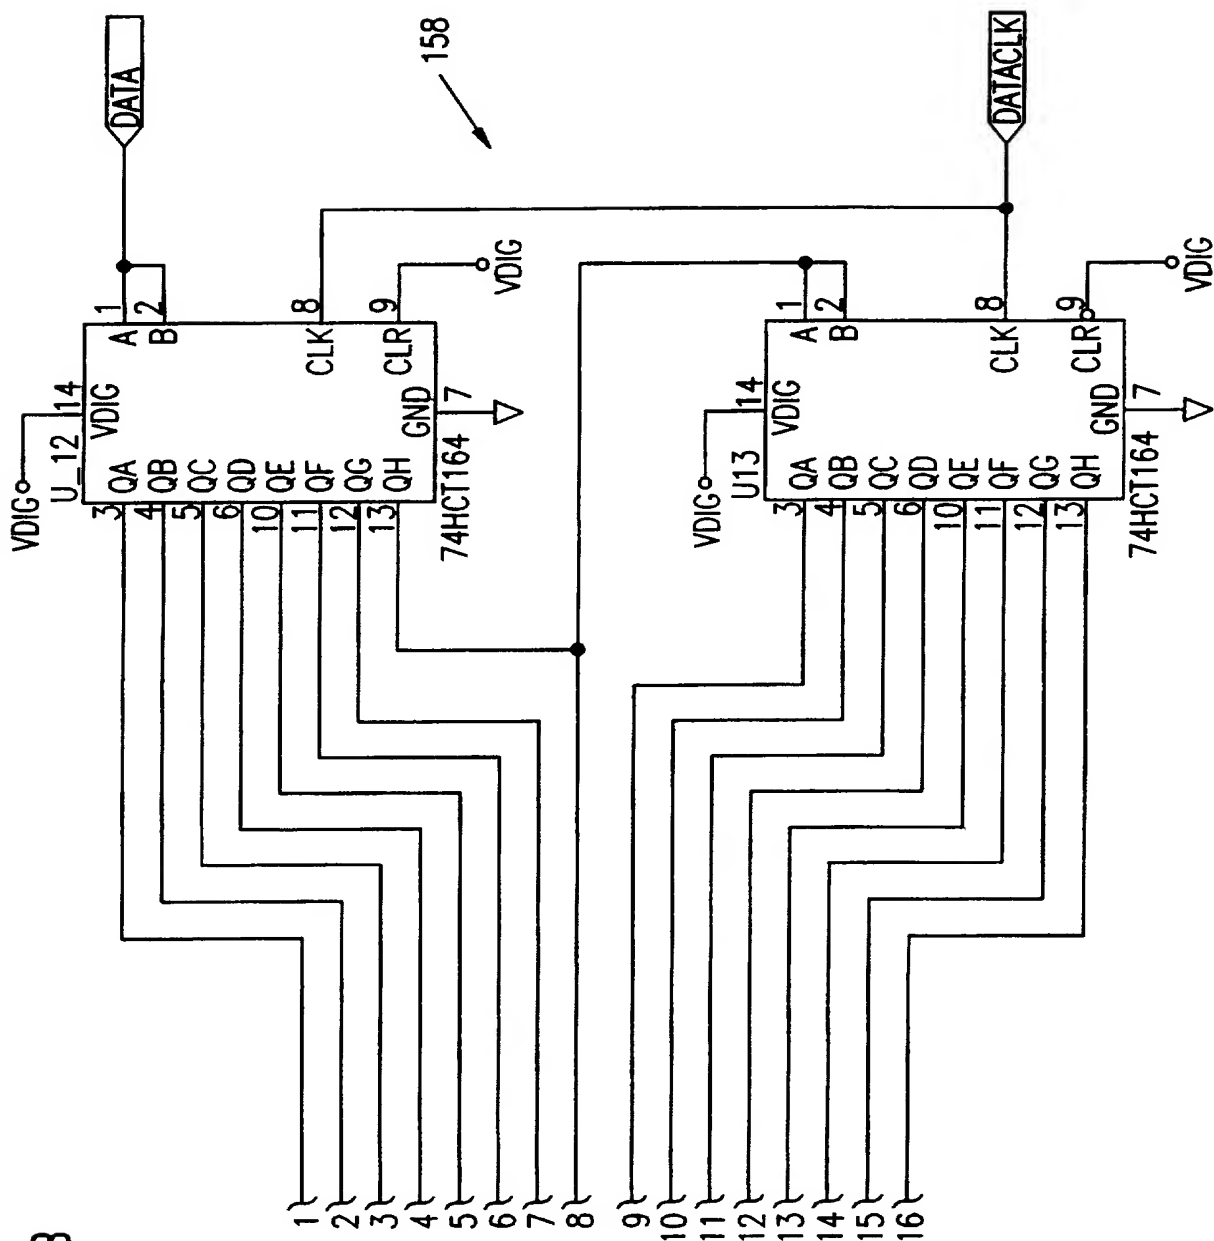 DATA
158
DATACLK
VDIG
U_12
14
VDIG
1
A
2
B
8
CLK
9
CLR
VDIG
GND
7
74HCT164
QA
3
QB
4
QC
5
QD
6
QE
10
QF
11
QG
12
QH
13
VDIG
U13
14
VDIG
1
A
2
B
8
CLK
9
CLR
VDIG
GND
7
74HCT164
QA
3
QB
4
QC
5
QD
6
QE
10
QF
11
QG
12
QH
13
1
2
3
4
5
6
7
8
9
10
11
12
13
14
15
16